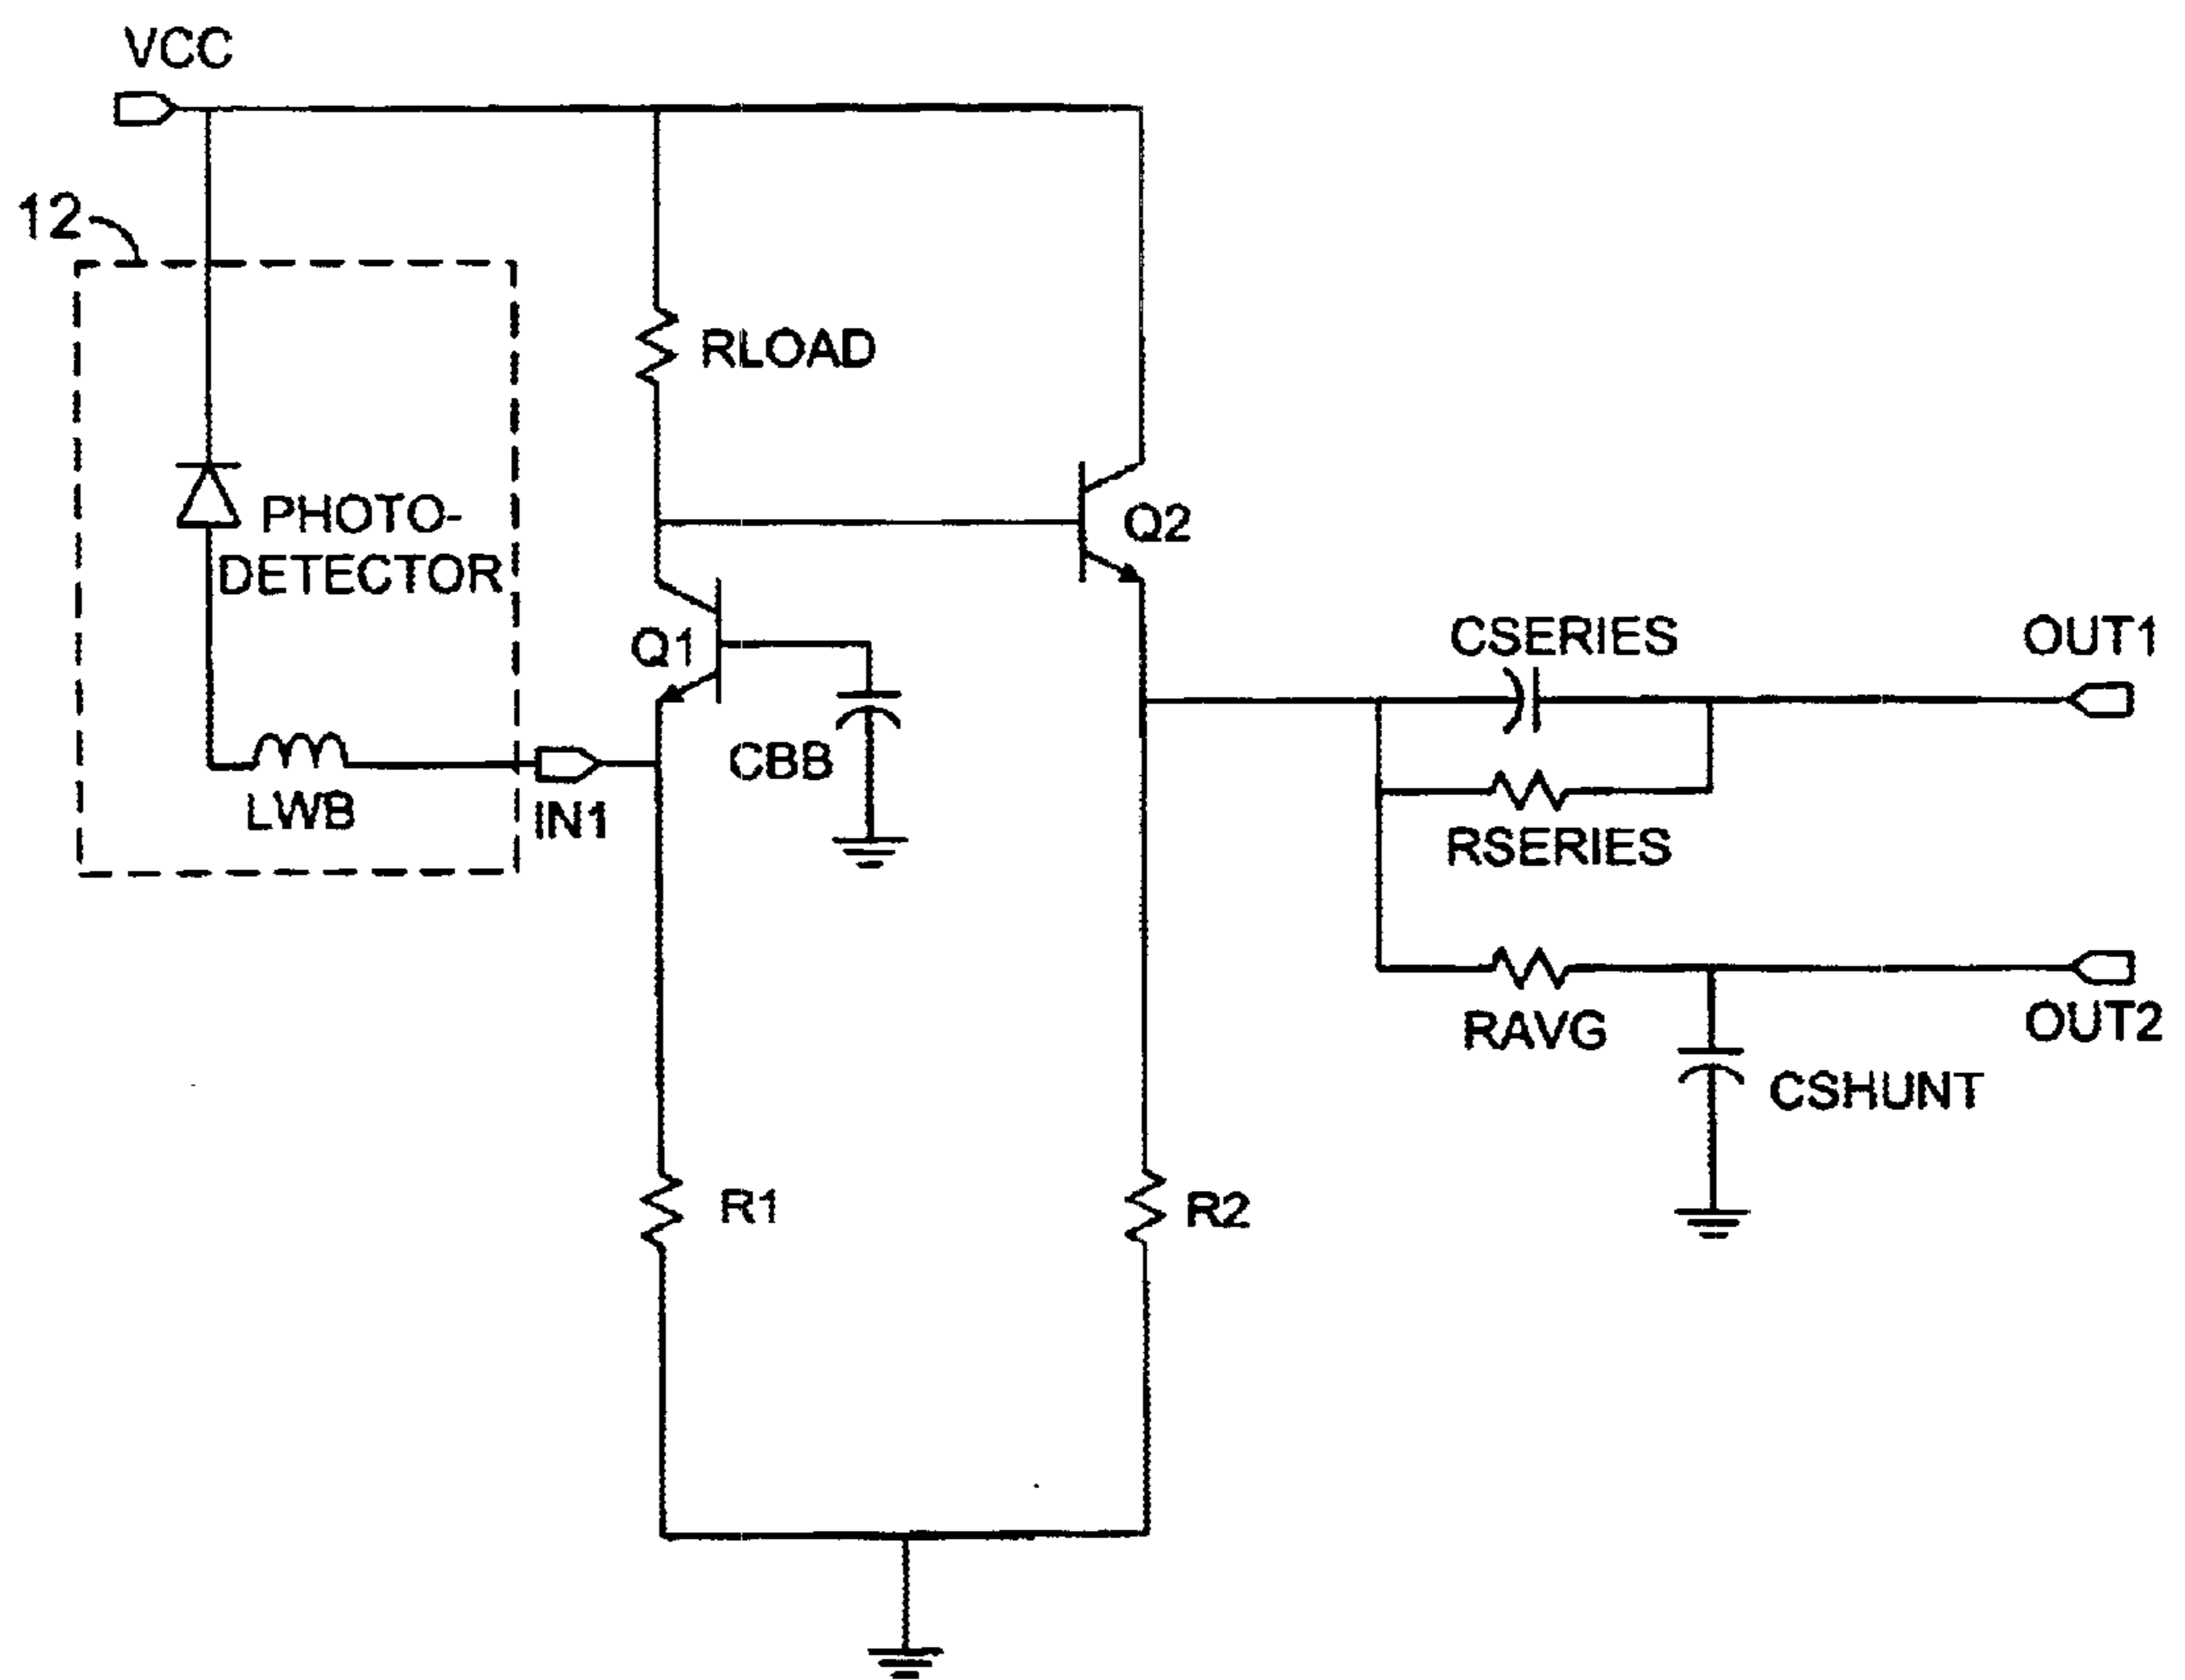 VCC
12
RLOAD
PHOTO-
DETECTOR
Q2
Q1
CSERIES
OUT1
CBB
LWB
IN1
RSERIES
RAVG
OUT2
CSHUNT
R1
R2